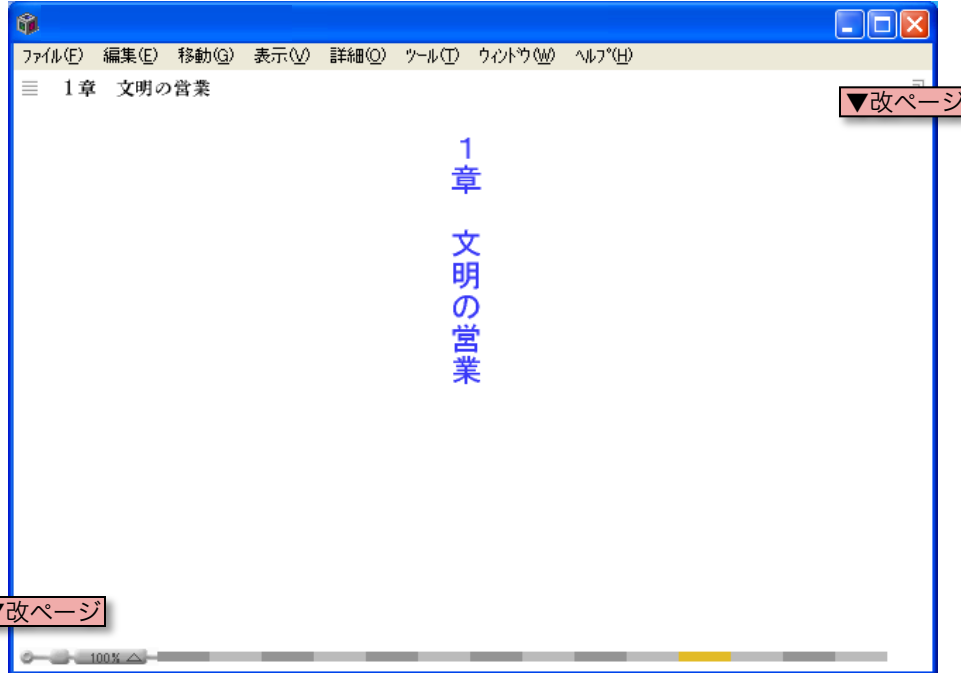 ファイル(F) 編集(E) 移動(G) 表示(V) 詳細(O) ツール(T) ウィンドウ(W) ヘルプ(H)
1章 文明の営業
▼改ページ
1章 文明の営業
▼改ページ
100%